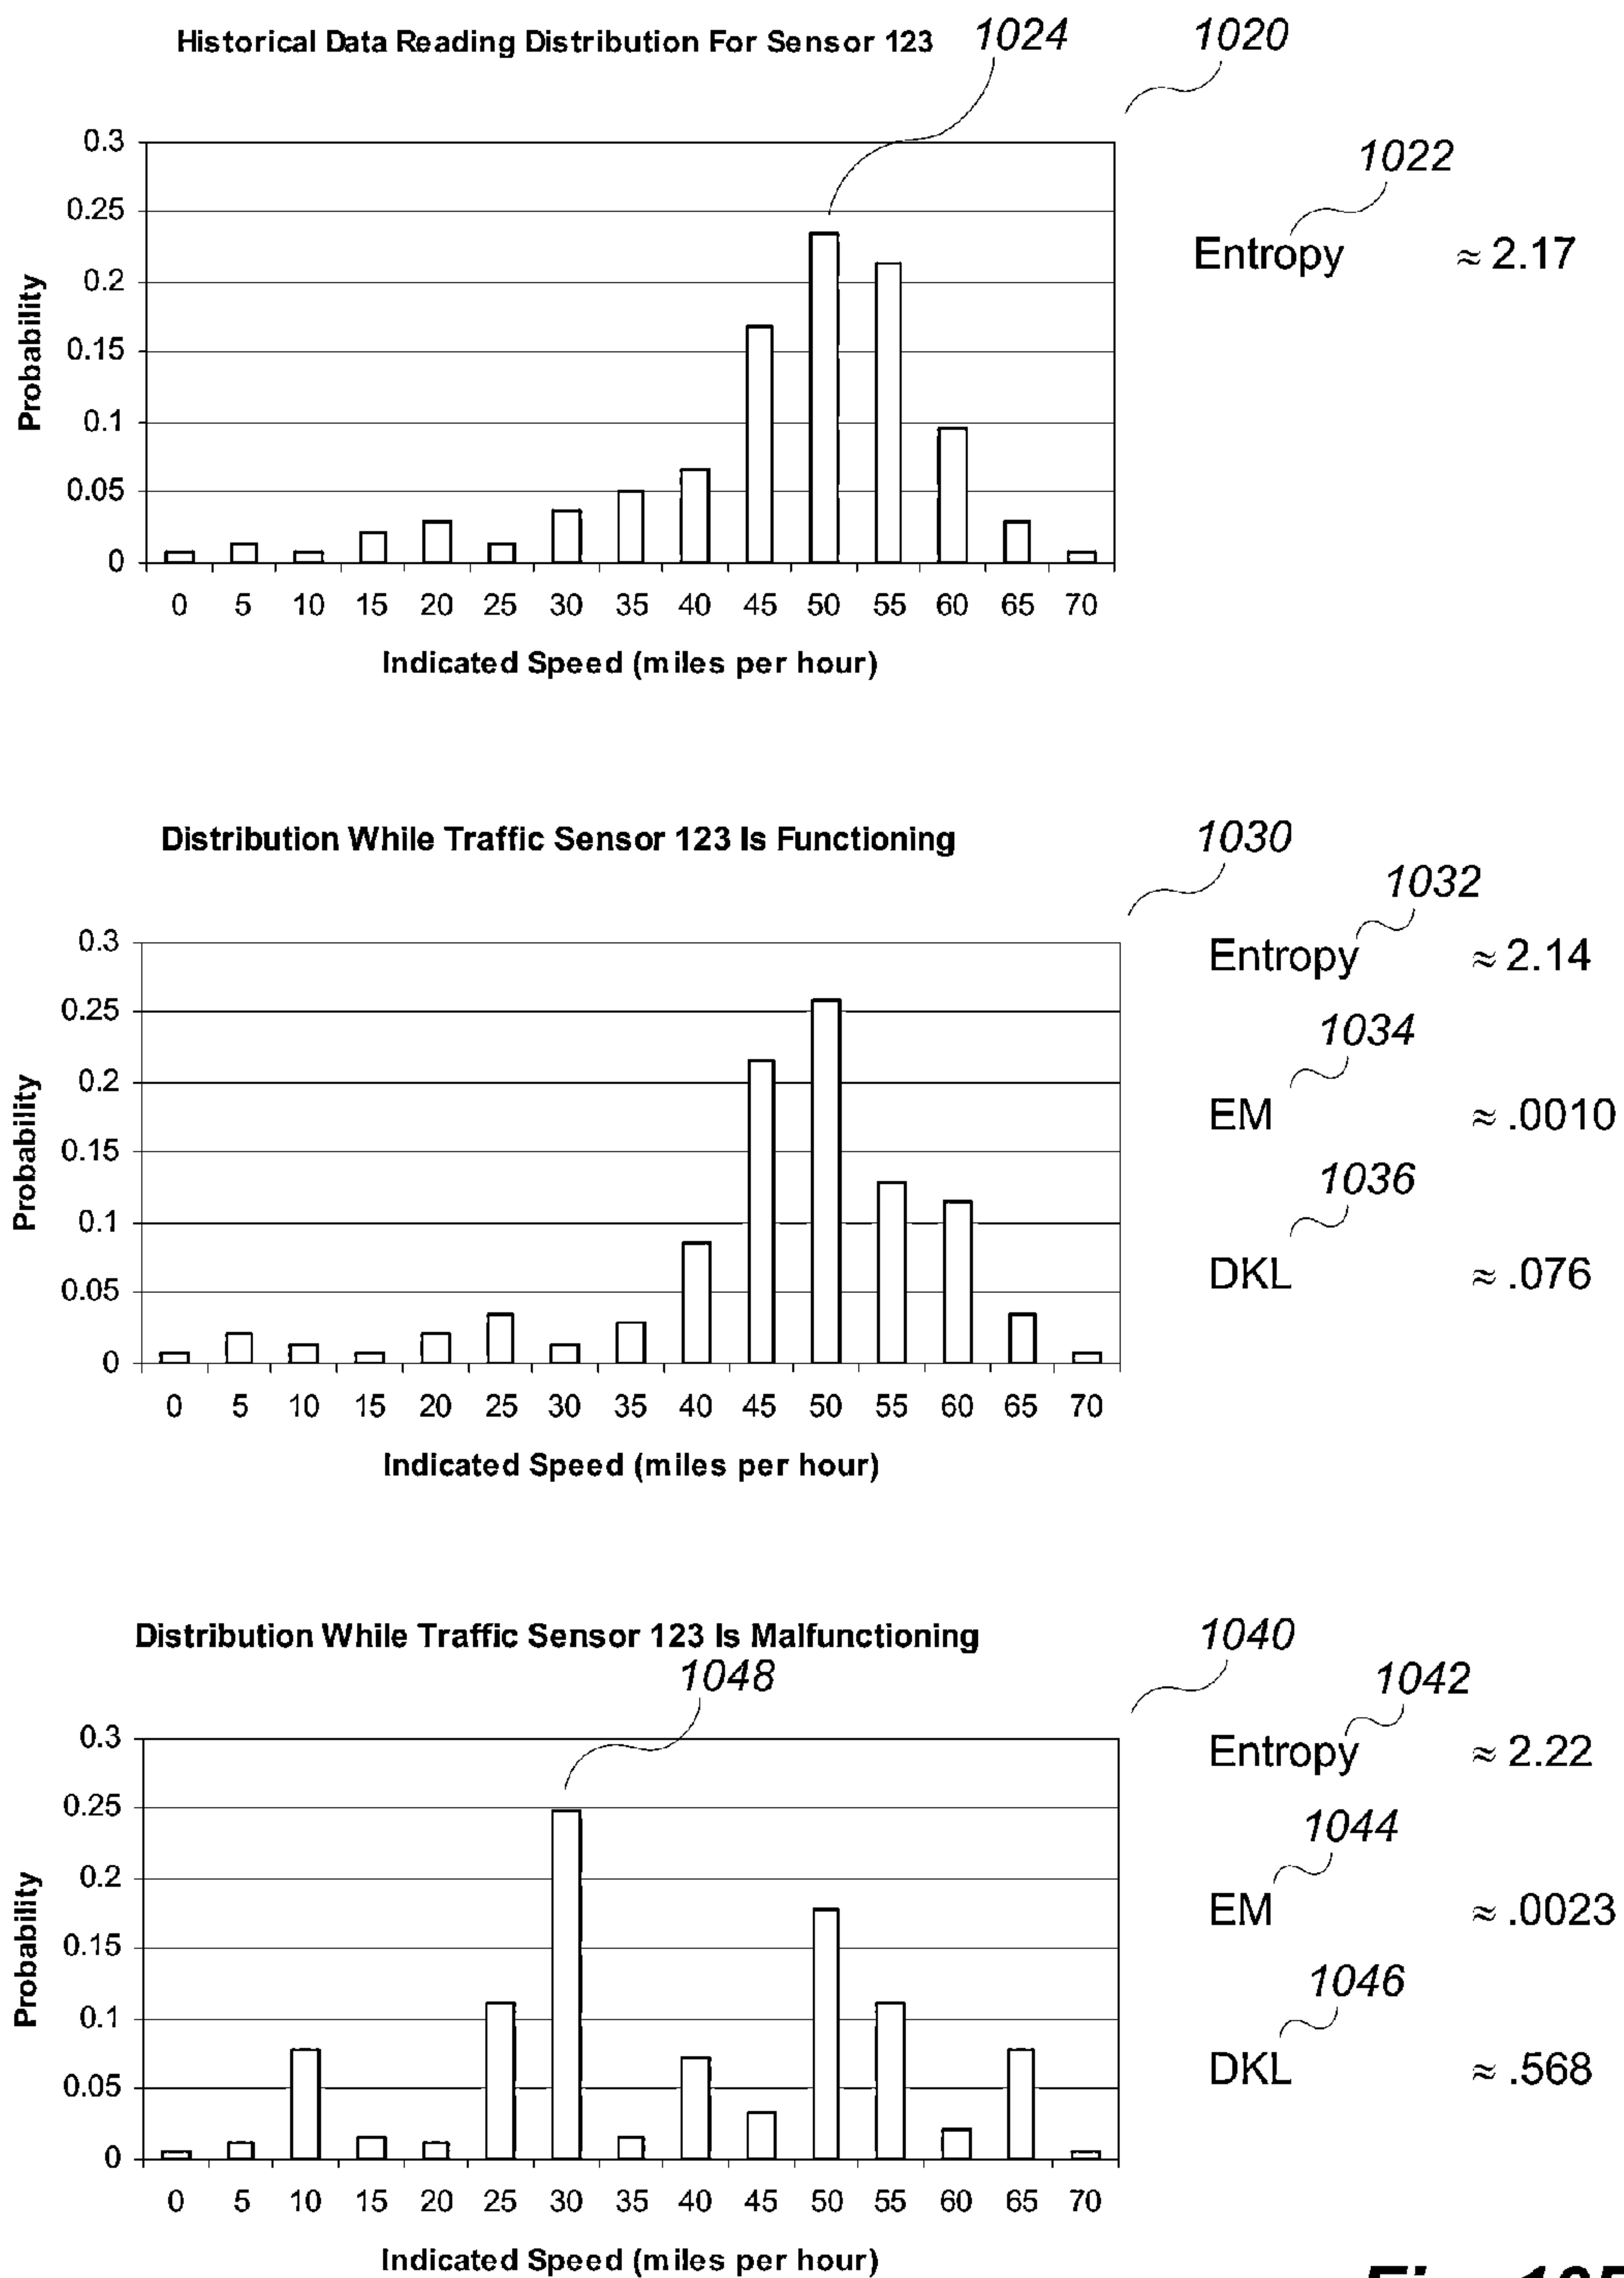 Historical Data Reading Distribution For Sensor 123
1024
1020
1022
Entropy ≈ 2.17
Probability
0.3
0.25
0.2
0.15
0.1
0.05
0
0 5 10 15 20 25 30 35 40 45 50 55 60 65 70
Indicated Speed (miles per hour)
Distribution While Traffic Sensor 123 Is Functioning
1030
1032
Entropy ≈ 2.14
1034
EM ≈ .0010
1036
DKL ≈ .076
Probability
0.3
0.25
0.2
0.15
0.1
0.05
0
0 5 10 15 20 25 30 35 40 45 50 55 60 65 70
Indicated Speed (miles per hour)
Distribution While Traffic Sensor 123 Is Malfunctioning
1048
1040
1042
Entropy ≈ 2.22
1044
EM ≈ .0023
1046
DKL ≈ .568
Probability
0.3
0.25
0.2
0.15
0.1
0.05
0
0 5 10 15 20 25 30 35 40 45 50 55 60 65 70
Indicated Speed (miles per hour)